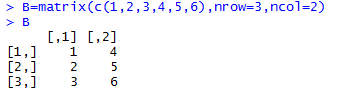 > B=matrix(c(1,2,3,4,5,6),nrow=3,ncol=2)
> B
     [,1] [,2]
[1,]    1    4
[2,]    2    5
[3,]    3    6